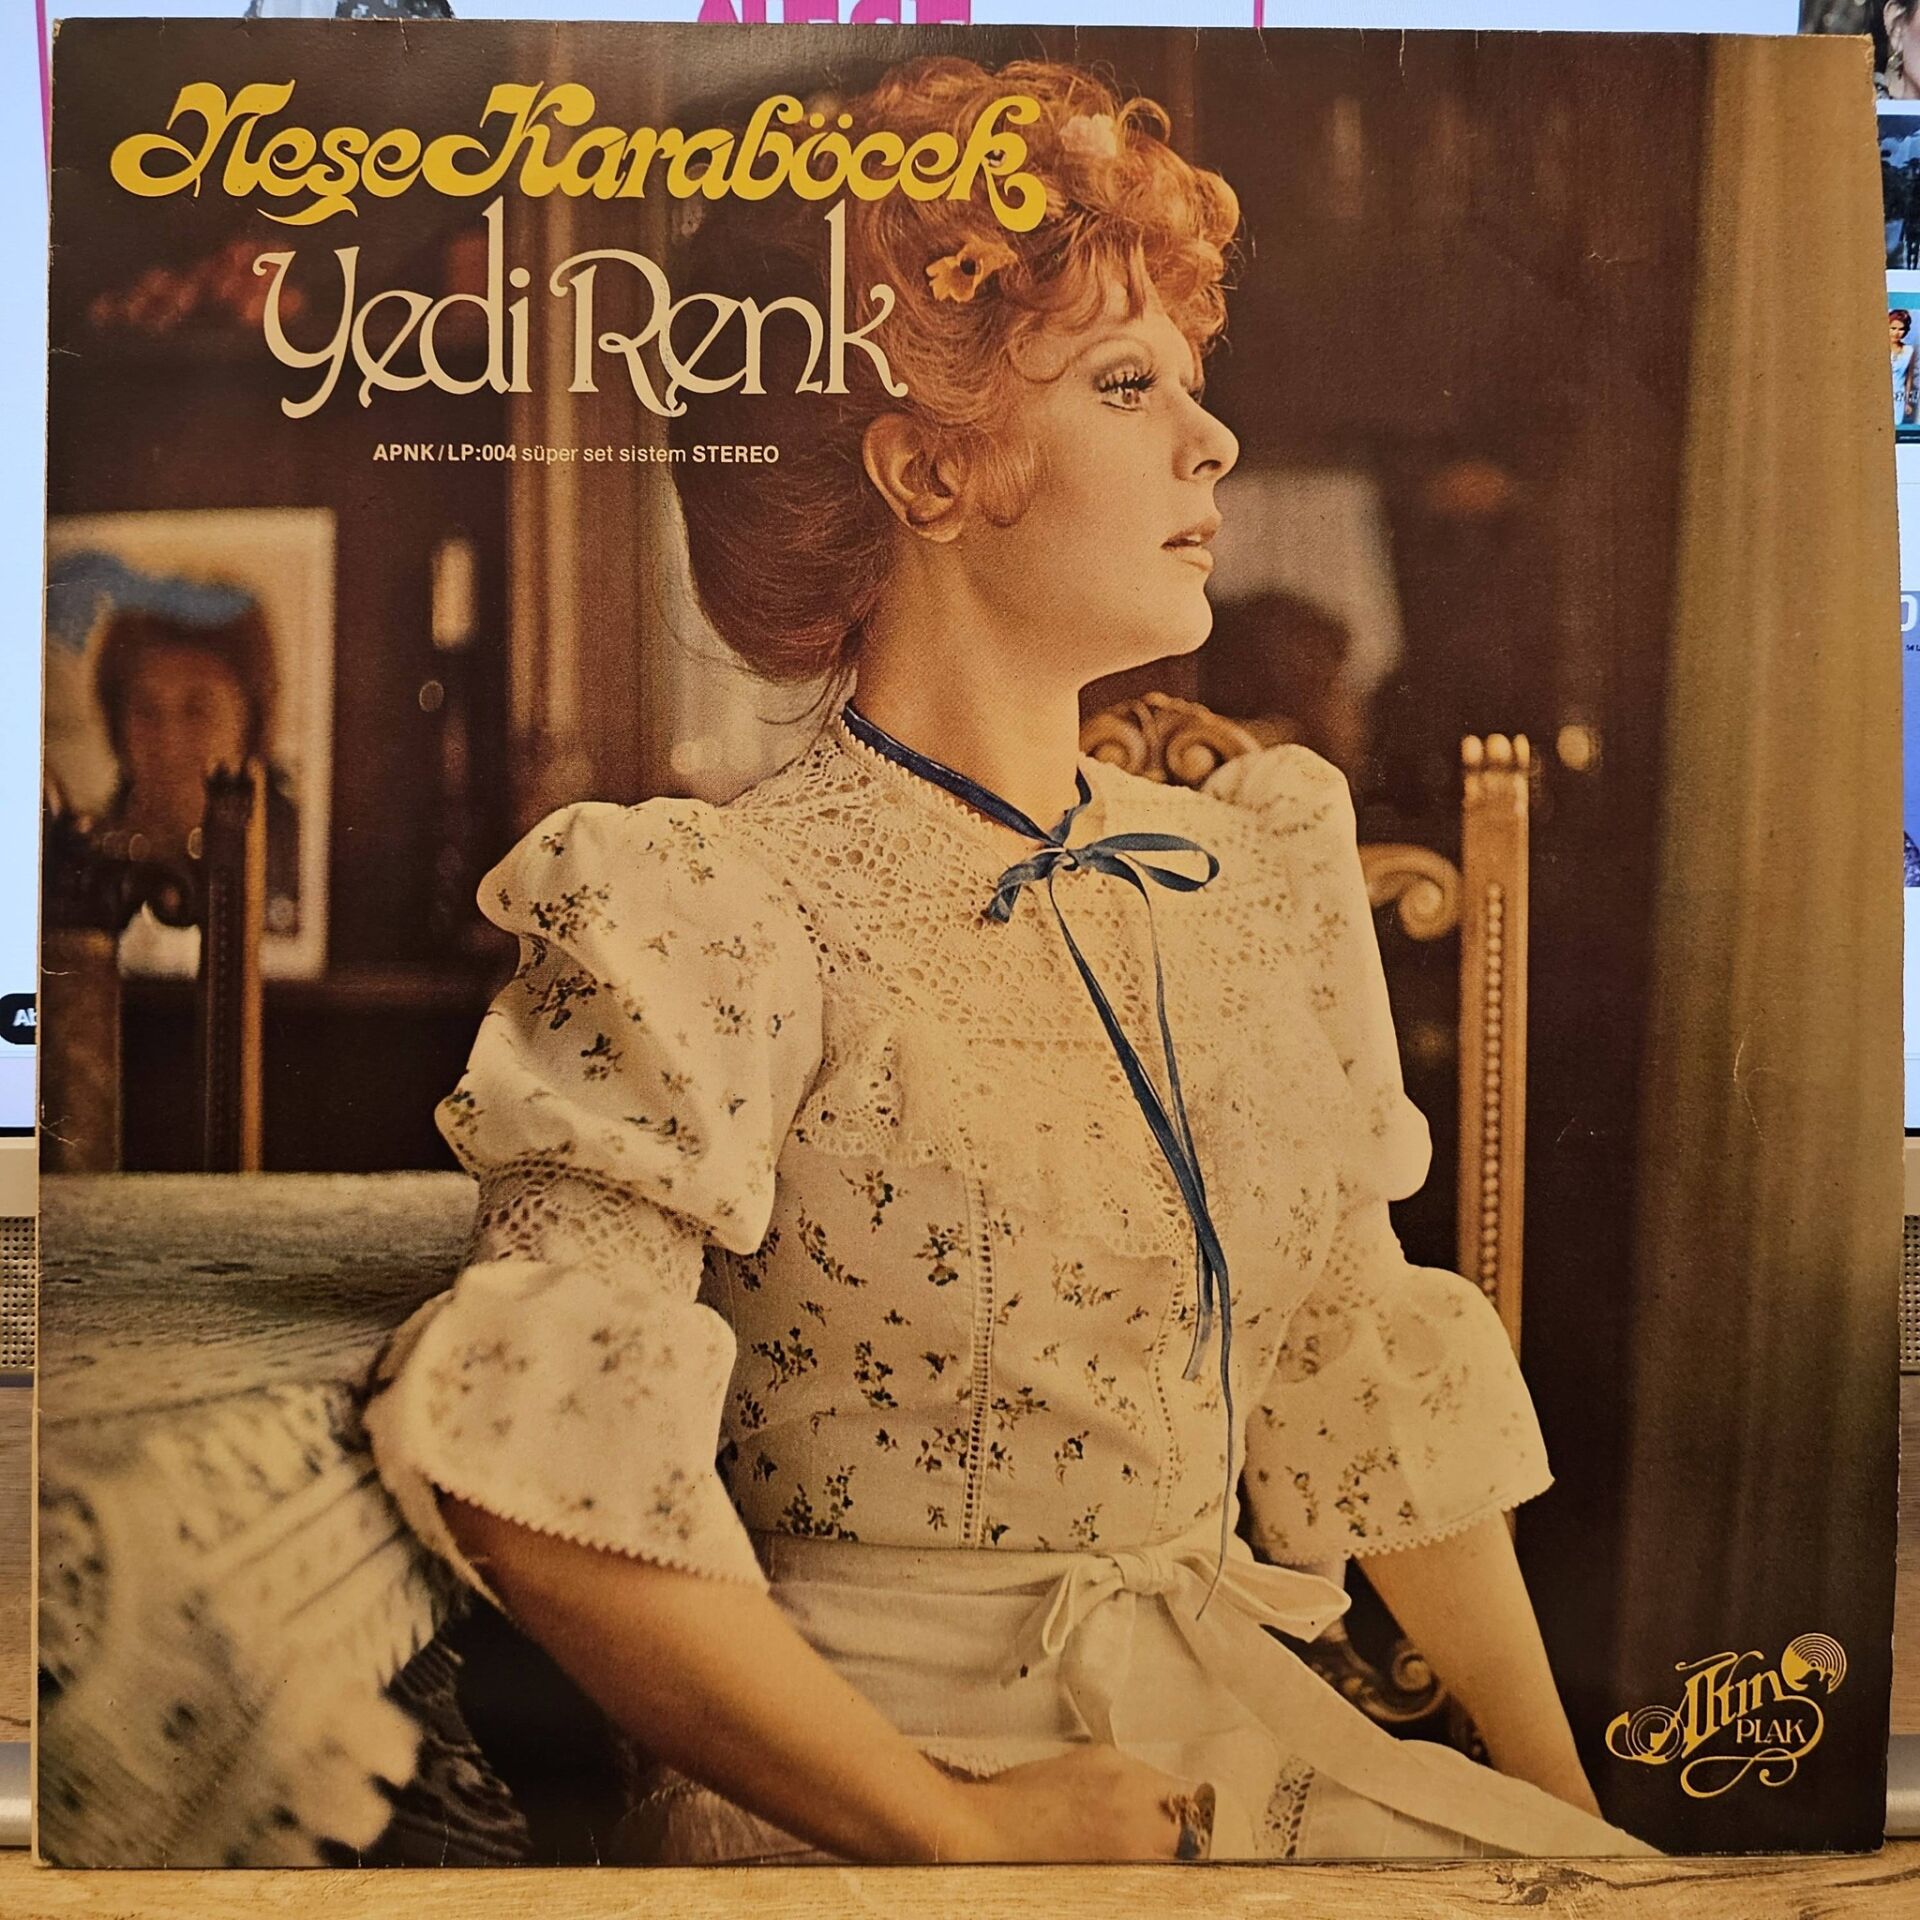 Neşe Karaböcek
Yedi Renk
APNK/LP:004 süper set sistem STEREO
Altın
PLAK